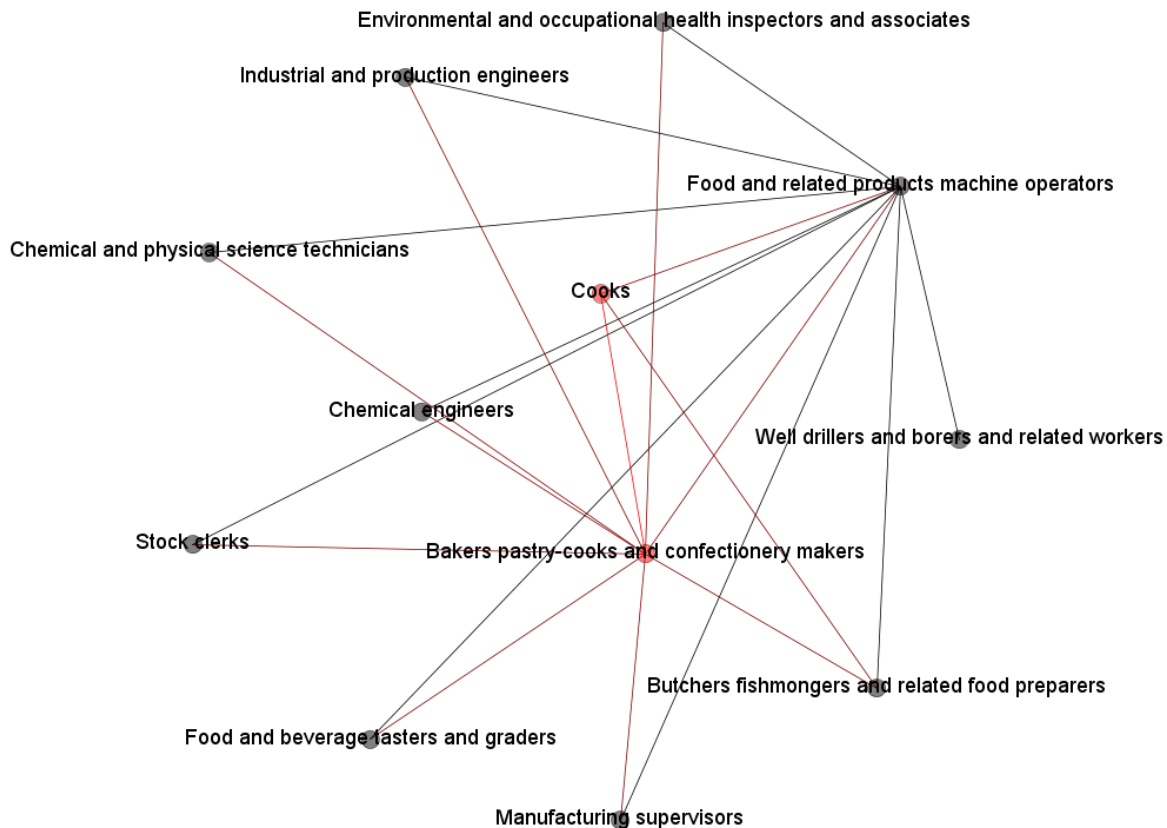 Environmental and occupational health inspectors and associates
Industrial and production engineers
Food and related products machine operators
Chemical and physical science technicians
Cooks
Chemical engineers
Well drillers and borers and related workers
Stock clerks
Bakers pastry-cooks and confectionery makers
Butchers fishmongers and related food preparers
Food and beverage tasters and graders
Manufacturing supervisors